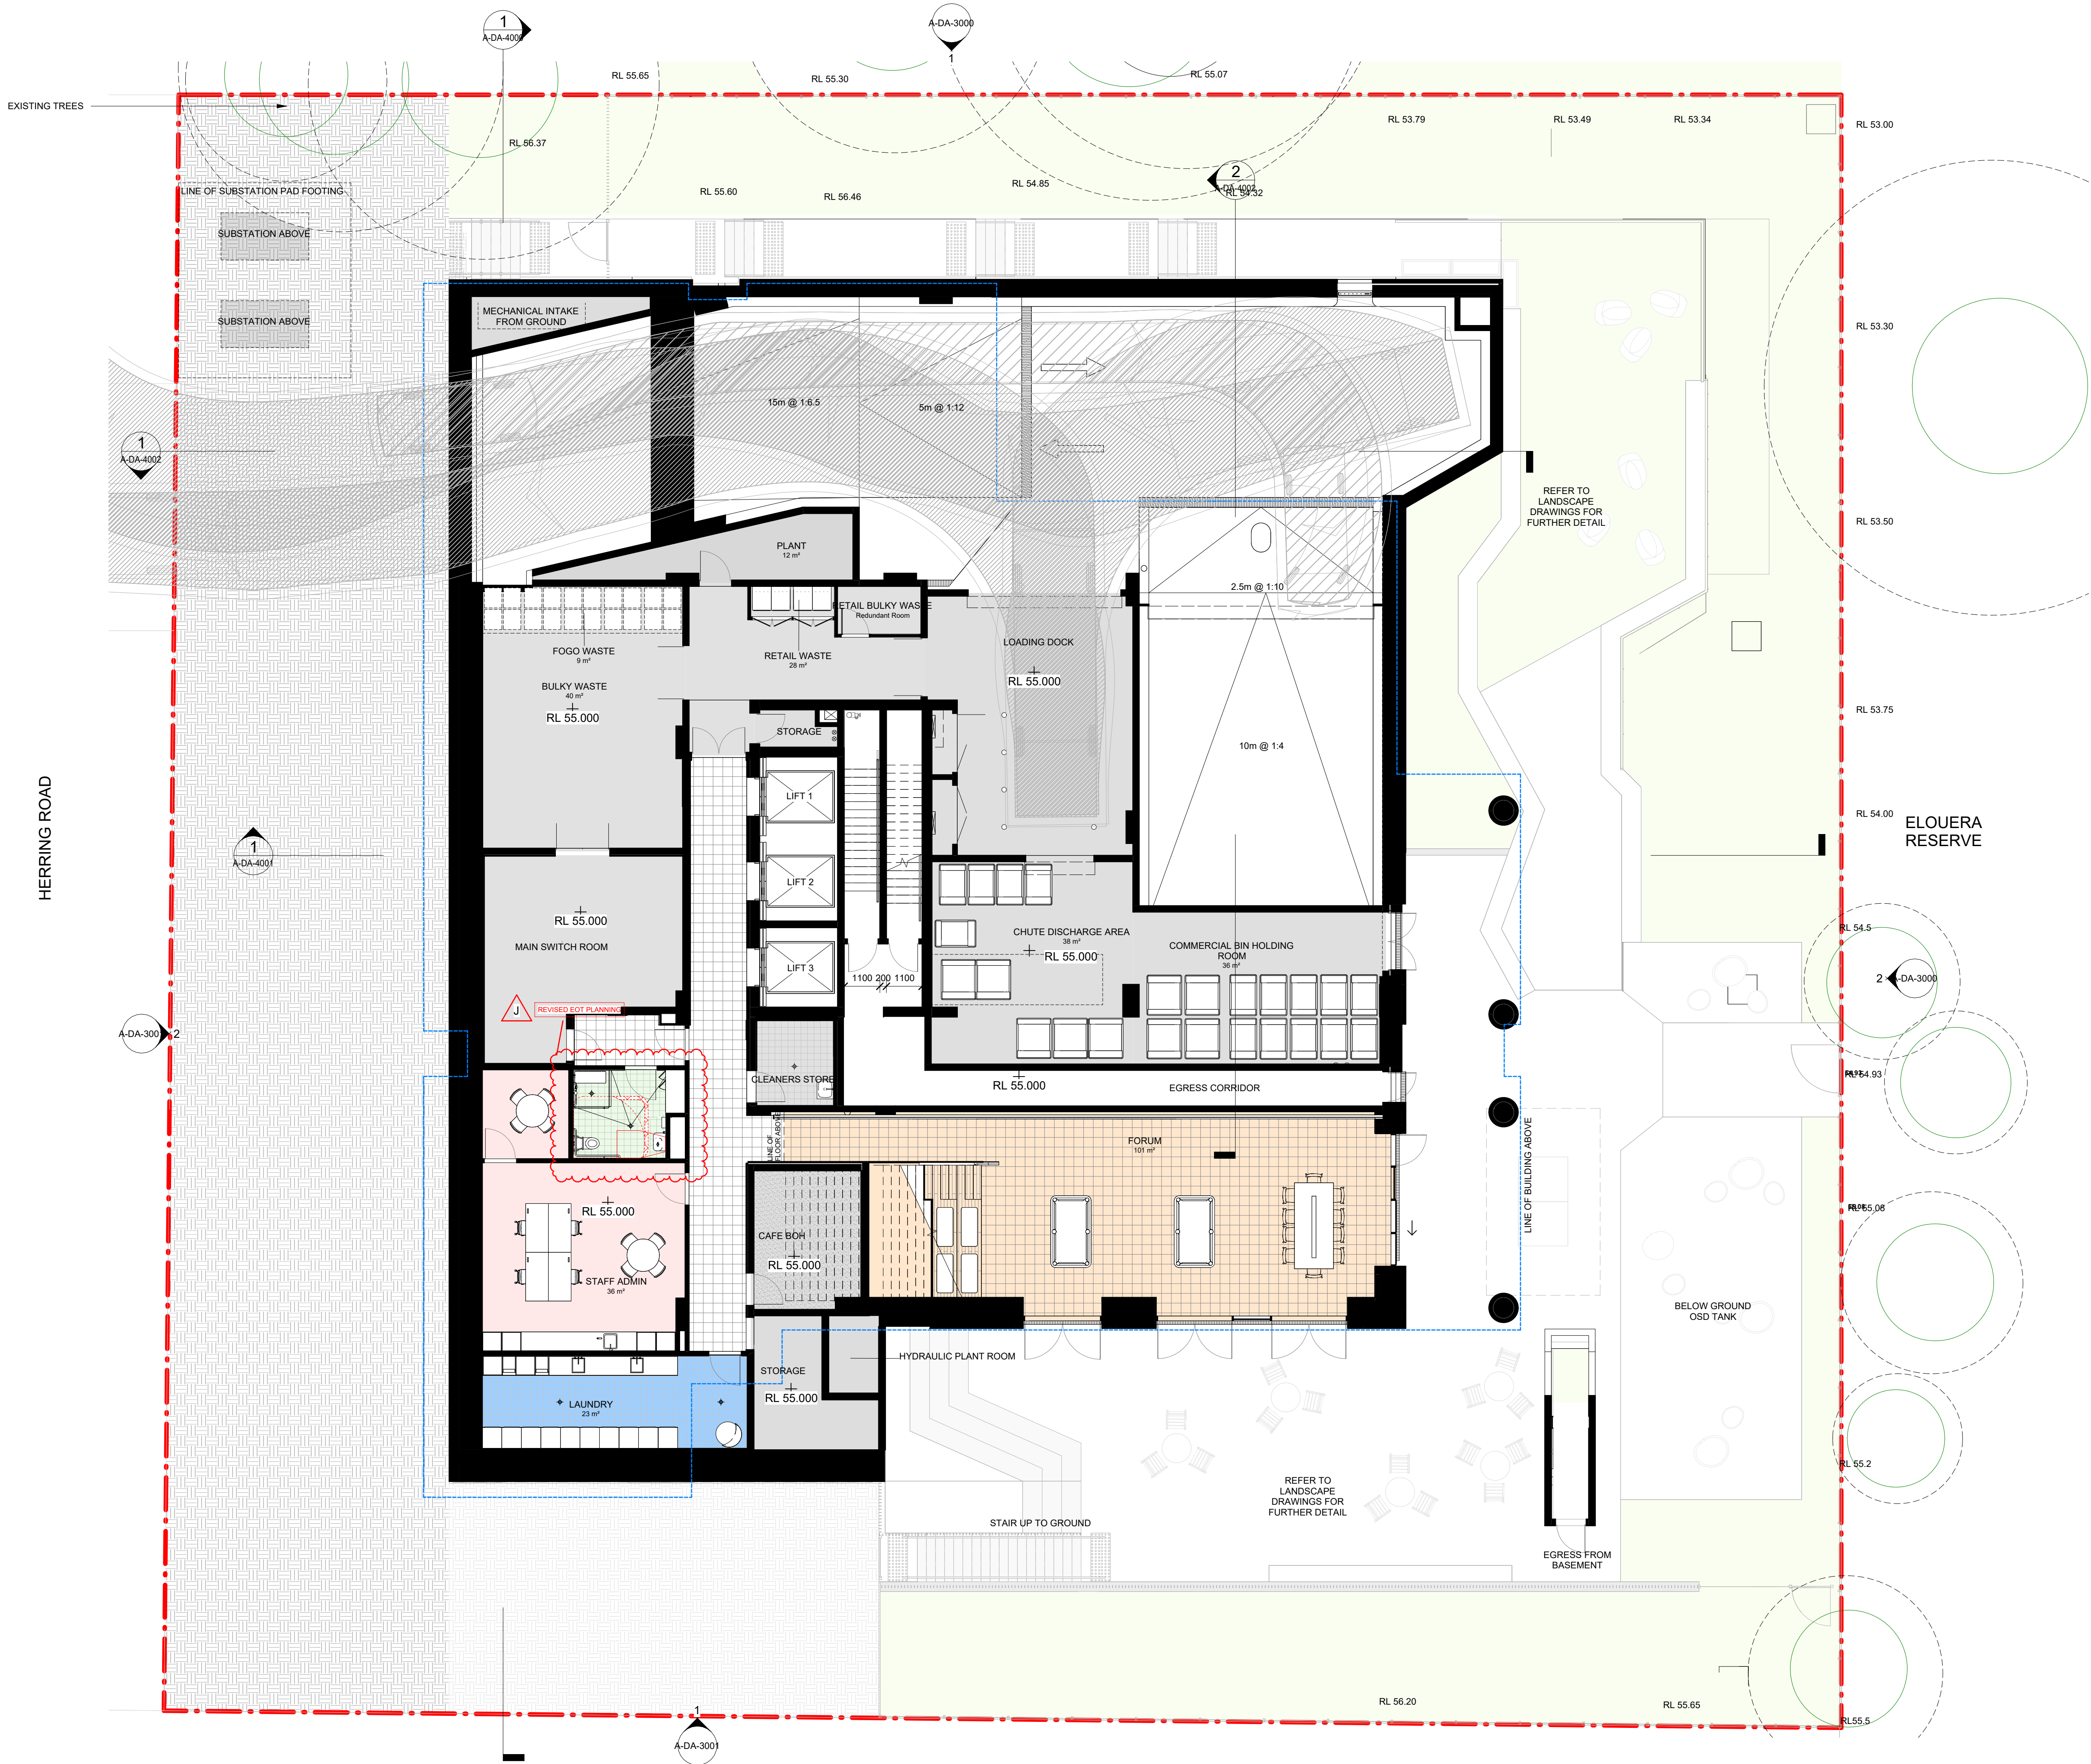 1
A-DA-4000
A-DA-3000
1
RL 55.65
RL 55.30
RL 55.07
EXISTING TREES
RL 56.37
RL 53.79
RL 53.49
RL 53.34
RL 53.00
LINE OF SUBSTATION PAD FOOTING
RL 55.60
RL 56.46
RL 54.85
2
A-DA-4002
RL 54.32
SUBSTATION ABOVE
SUBSTATION ABOVE
MECHANICAL INTAKE
FROM GROUND
RL 53.30
15m @ 1:6.5
5m @ 1:12
1
A-DA-4002
REFER TO
LANDSCAPE
DRAWINGS FOR
FURTHER DETAIL
RL 53.50
PLANT
12 m²
2.5m @ 1:10
RETAIL BULKY WASTE
Redundant Room
FOGO WASTE
9 m²
RETAIL WASTE
28 m²
LOADING DOCK
RL 55.000
BULKY WASTE
40 m²
RL 55.000
STORAGE
RL 53.75
10m @ 1:4
LIFT 1
RL 54.00
ELOUERA
RESERVE
HERRING ROAD
1
A-DA-4001
LIFT 2
RL 55.000
MAIN SWITCH ROOM
CHUTE DISCHARGE AREA
38 m²
RL 55.000
COMMERCIAL BIN HOLDING
ROOM
36 m²
RL 54.5
LIFT 3
1100 200 1100
2
A-DA-3000
J
REVISED EOT PLANNING
A-DA-3001
2
CLEANERS STORE
RL 55.000
EGRESS CORRIDOR
RL 54.93
LINE OF
FLOOR ABOVE
FORUM
101 m²
LINE OF BUILDING ABOVE
RL 55.000
RL 55.08
CAFE BOH
RL 55.000
STAFF ADMIN
36 m²
BELOW GROUND
OSD TANK
HYDRAULIC PLANT ROOM
STORAGE
RL 55.000
LAUNDRY
23 m²
RL 55.2
REFER TO
LANDSCAPE
DRAWINGS FOR
FURTHER DETAIL
STAIR UP TO GROUND
EGRESS FROM
BASEMENT
RL 56.20
RL 55.65
RL55.5
1
A-DA-3001